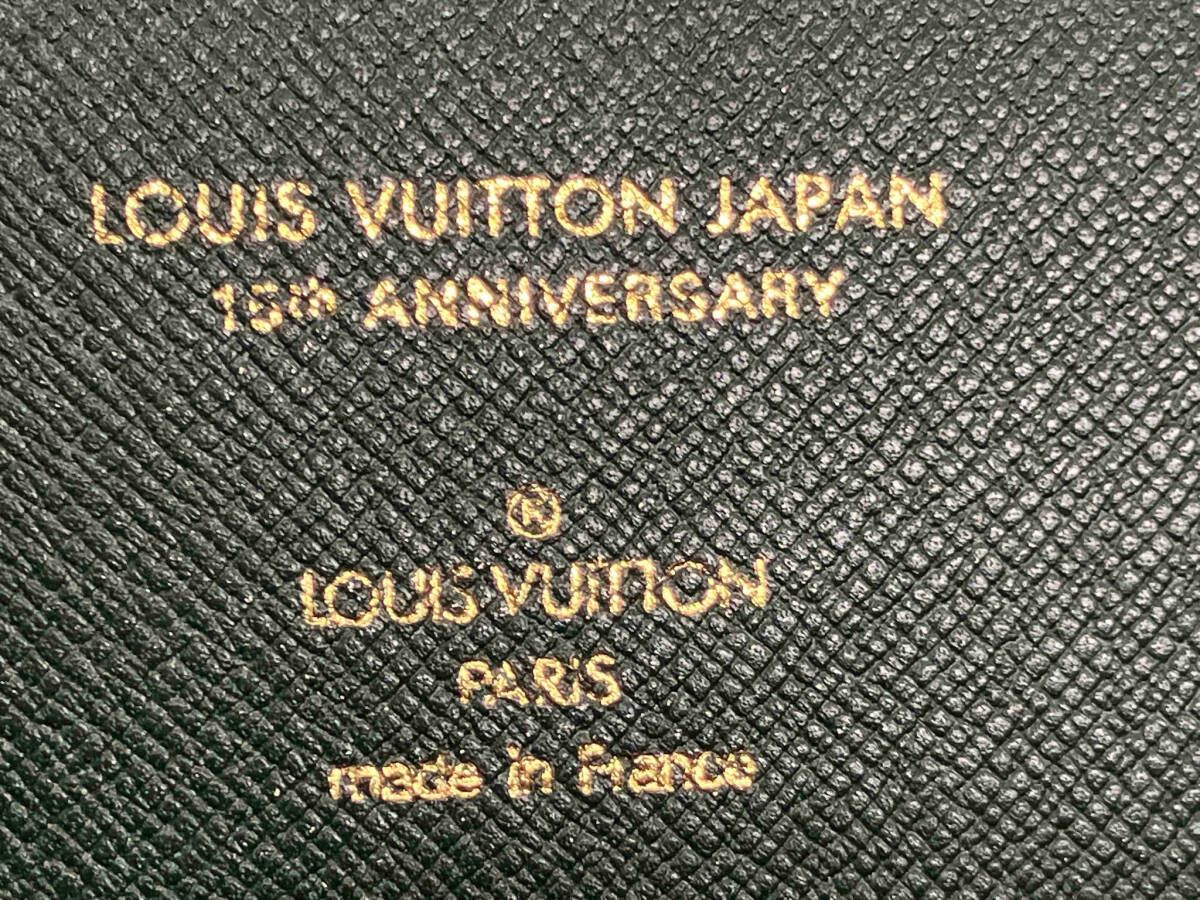 LOUIS VUITTON JAPAN
15th ANNIVERSARY
®
LOUIS VUITTON
PARIS
made in France